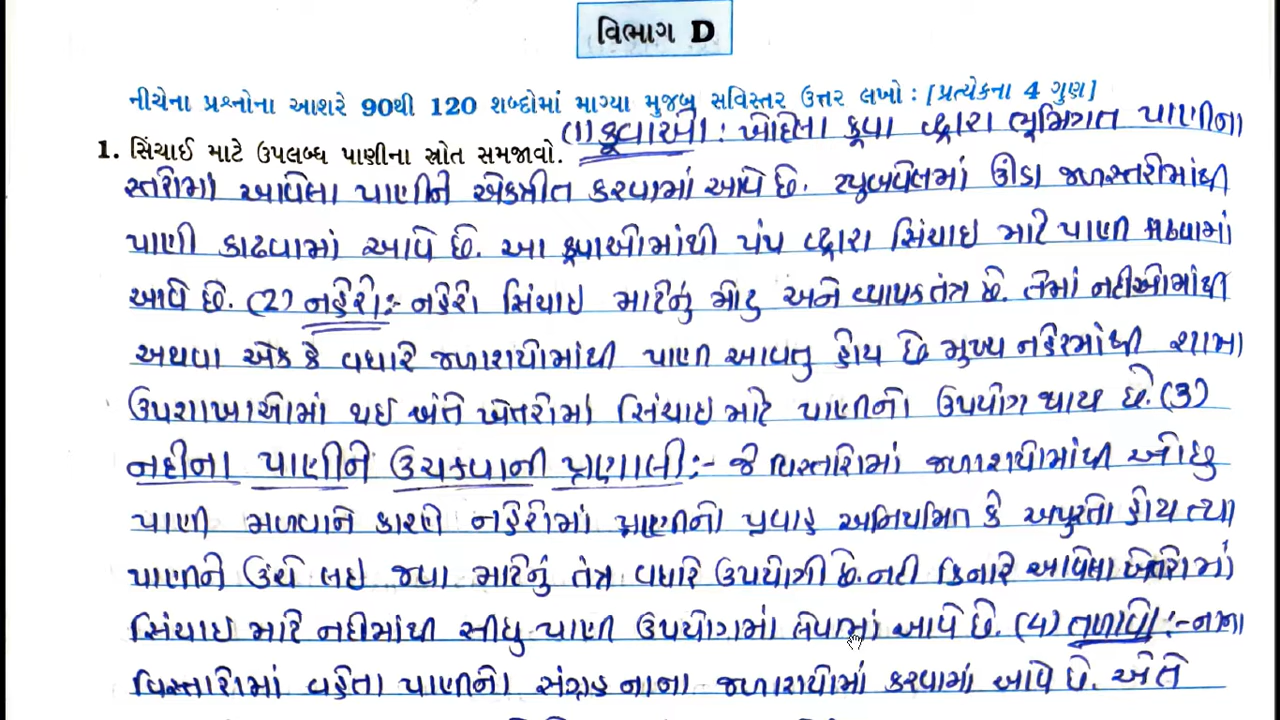 વિભાગ D
નીચેના પ્રશ્નોના આશરે 90થી 120 શબ્દોમાં માગ્યા મુજબ સવિસ્તર ઉત્તર લખો : [પ્રત્યેકના 4 ગુણ]
1. સિંચાઈ માટે ઉપલબ્ધ પાણીના સ્રોત સમજાવો.
(1) કૂવાઓ : ખોદેલા કૂવા દ્વારા ભૂમિગત પાણીના
સ્તરોમાં આવેલા પાણીને એકત્રીત કરવામાં આવે છે. ટ્યુબવેલમાં ઊંડા જળસ્તરોમાંથી
પાણી કાઢવામાં આવે છે. આ કૂવાઓમાંથી પંપ દ્વારા સિંચાઇ માટે પાણી મેળવવામાં
આવે છે. (2) નહેરો :- નહેરો સિંચાઇ માટેનું મોટુ અને વ્યાપક તંત્ર છે. તેમાં નદીઓમાંથી
અથવા એક કે વધારે જળાશયોમાંથી પાણી આવતુ હોય છે મુખ્ય નહેરમાંથી શાખા
ઉપશાખાઓમાં થઈ અંતે ખેતરોમાં સિંચાઇ માટે પાણીનો ઉપયોગ થાય છે. (3)
નદીના પાણીને ઉંચકવાની પ્રણાલી :- જે વિસ્તારોમાં જળાશયોમાંથી ઓછુ
પાણી મળવાને કારણે નહેરોમાં પાણીનો પ્રવાહ અનિયમિત કે અપુરતો હોય ત્યા
પાણીને ઉંચે લઇ જવા માટેનું તંત્ર વધારે ઉપયોગી છે. નદી કિનારે આવેલા ખેતરોમાં
સિંચાઇ માટે નદીમાંથી સીધુ પાણી ઉપયોગમાં લેવામાં આવે છે. (4) તળાવો :- નાના
વિસ્તારોમાં વહેતા પાણીનો સંગ્રહ નાના જળાશયોમાં કરવામાં આવે છે. અંતે